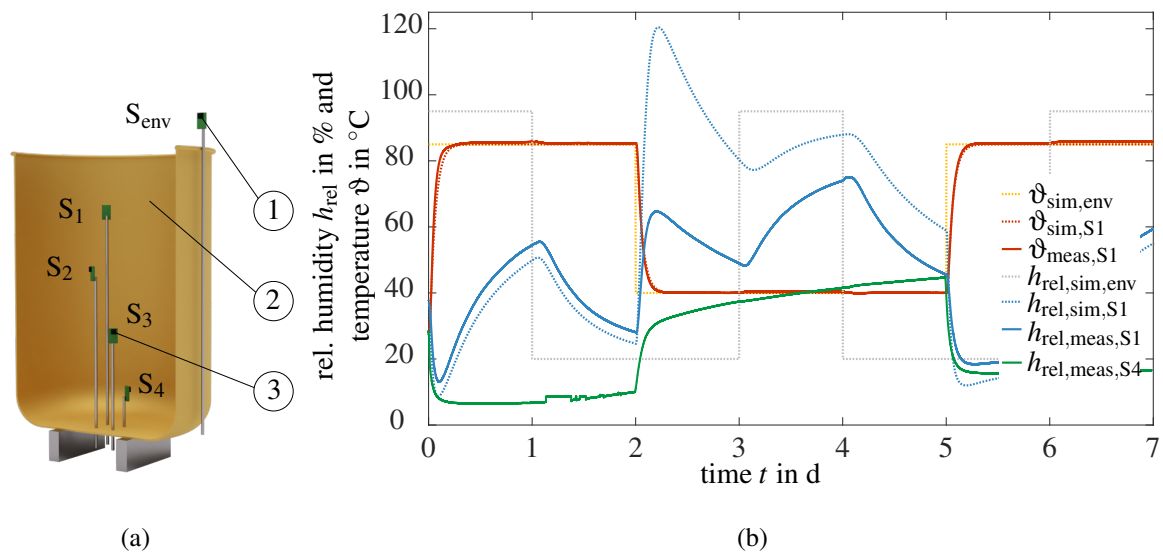 S_env
S_1
S_2
S_3
S_4
1
2
3
(a)
rel. humidity h_rel in % and
temperature ϑ in °C
120
100
80
60
40
20
0
0 1 2 3 4 5 6 7
time t in d
ϑ_sim,env
ϑ_sim,S1
ϑ_meas,S1
h_rel,sim,env
h_rel,sim,S1
h_rel,meas,S1
h_rel,meas,S4
(b)